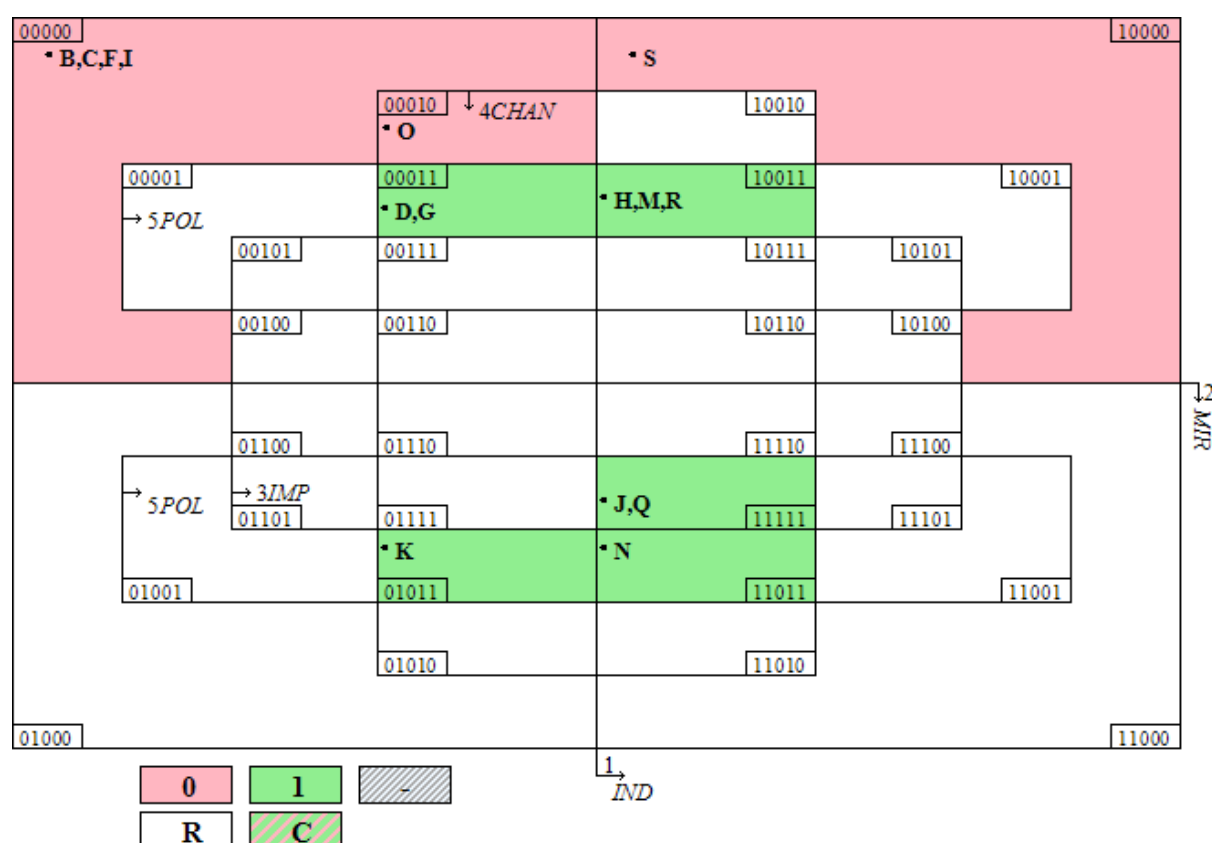 00000 10000
B,C,F,I S
00010 4CHAN 10010
O
00001 00011 10011 10001
5POL D,G H,M,R
00101 00111 10111 10101
00100 00110 10110 10100
2
MIR
01100 01110 11110 11100
5POL 3IMP J,Q
01101 01111 11111 11101
K N
01001 01011 11011 11001
01010 11010
01000 11000
1
IND
0 1 -
R C